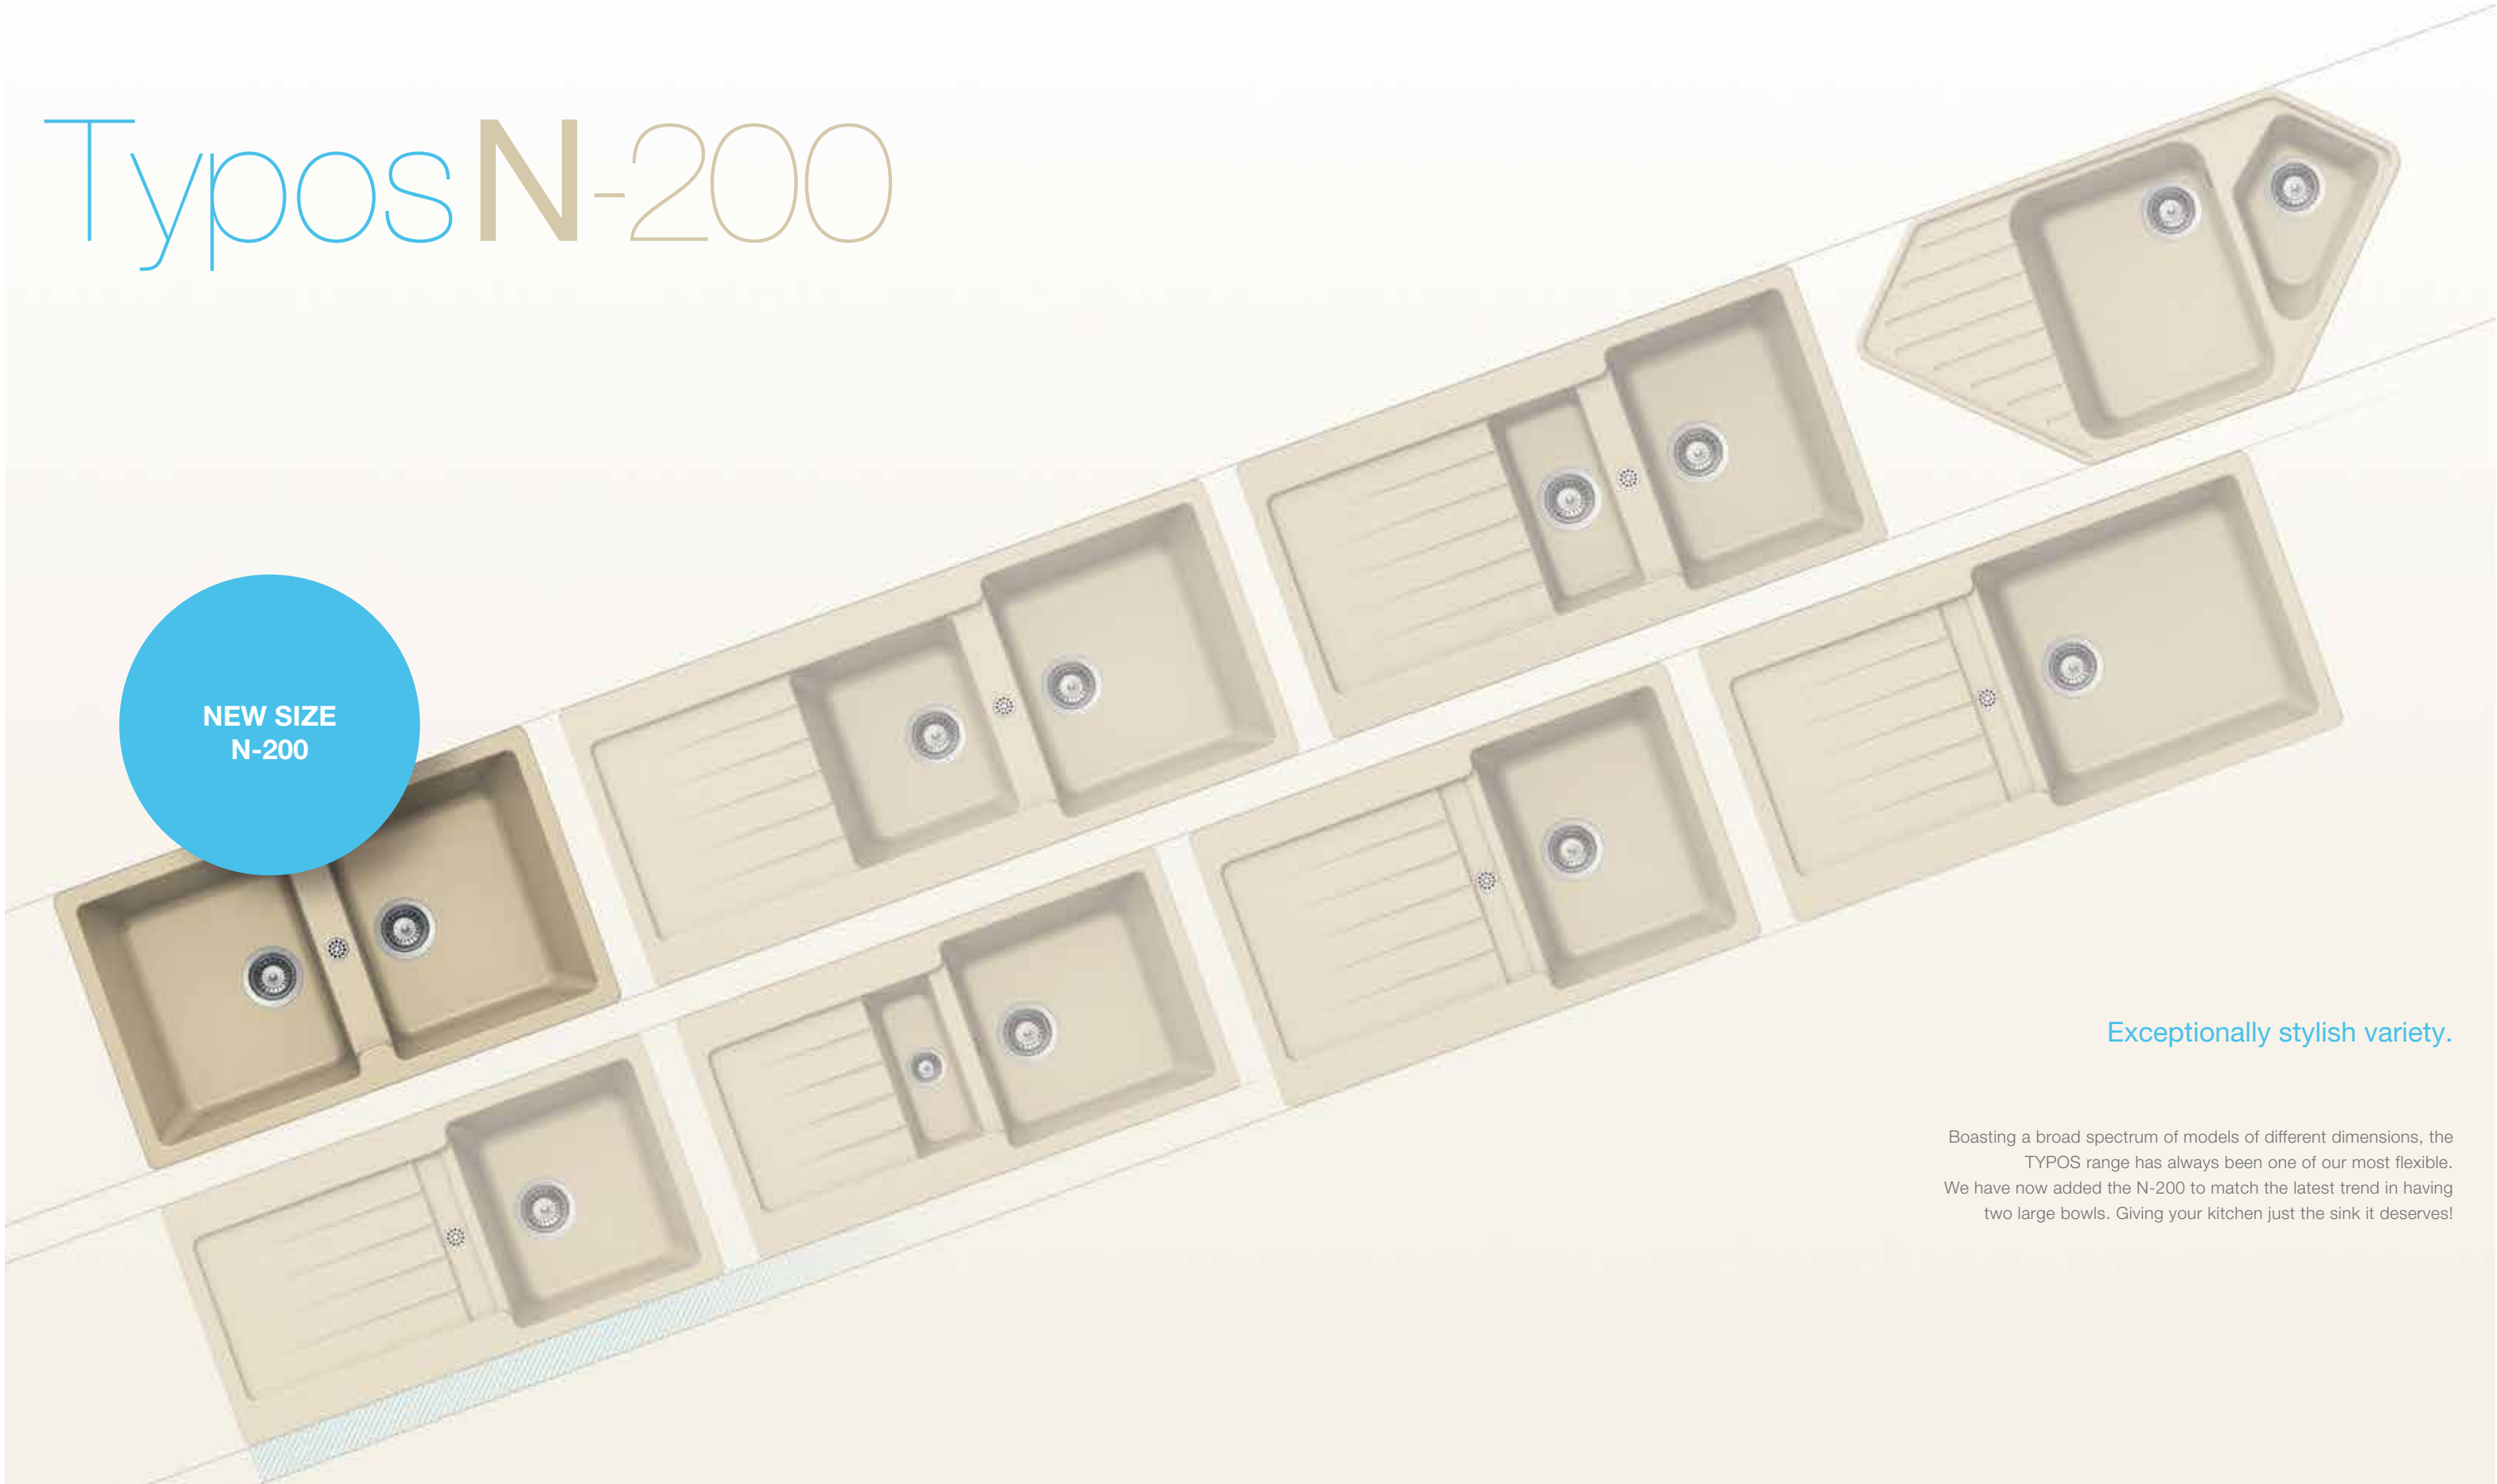 Typos N-200
NEW SIZE
N-200
Exceptionally stylish variety.
Boasting a broad spectrum of models of different dimensions, the
TYPOS range has always been one of our most flexible.
We have now added the N-200 to match the latest trend in having
two large bowls. Giving your kitchen just the sink it deserves!